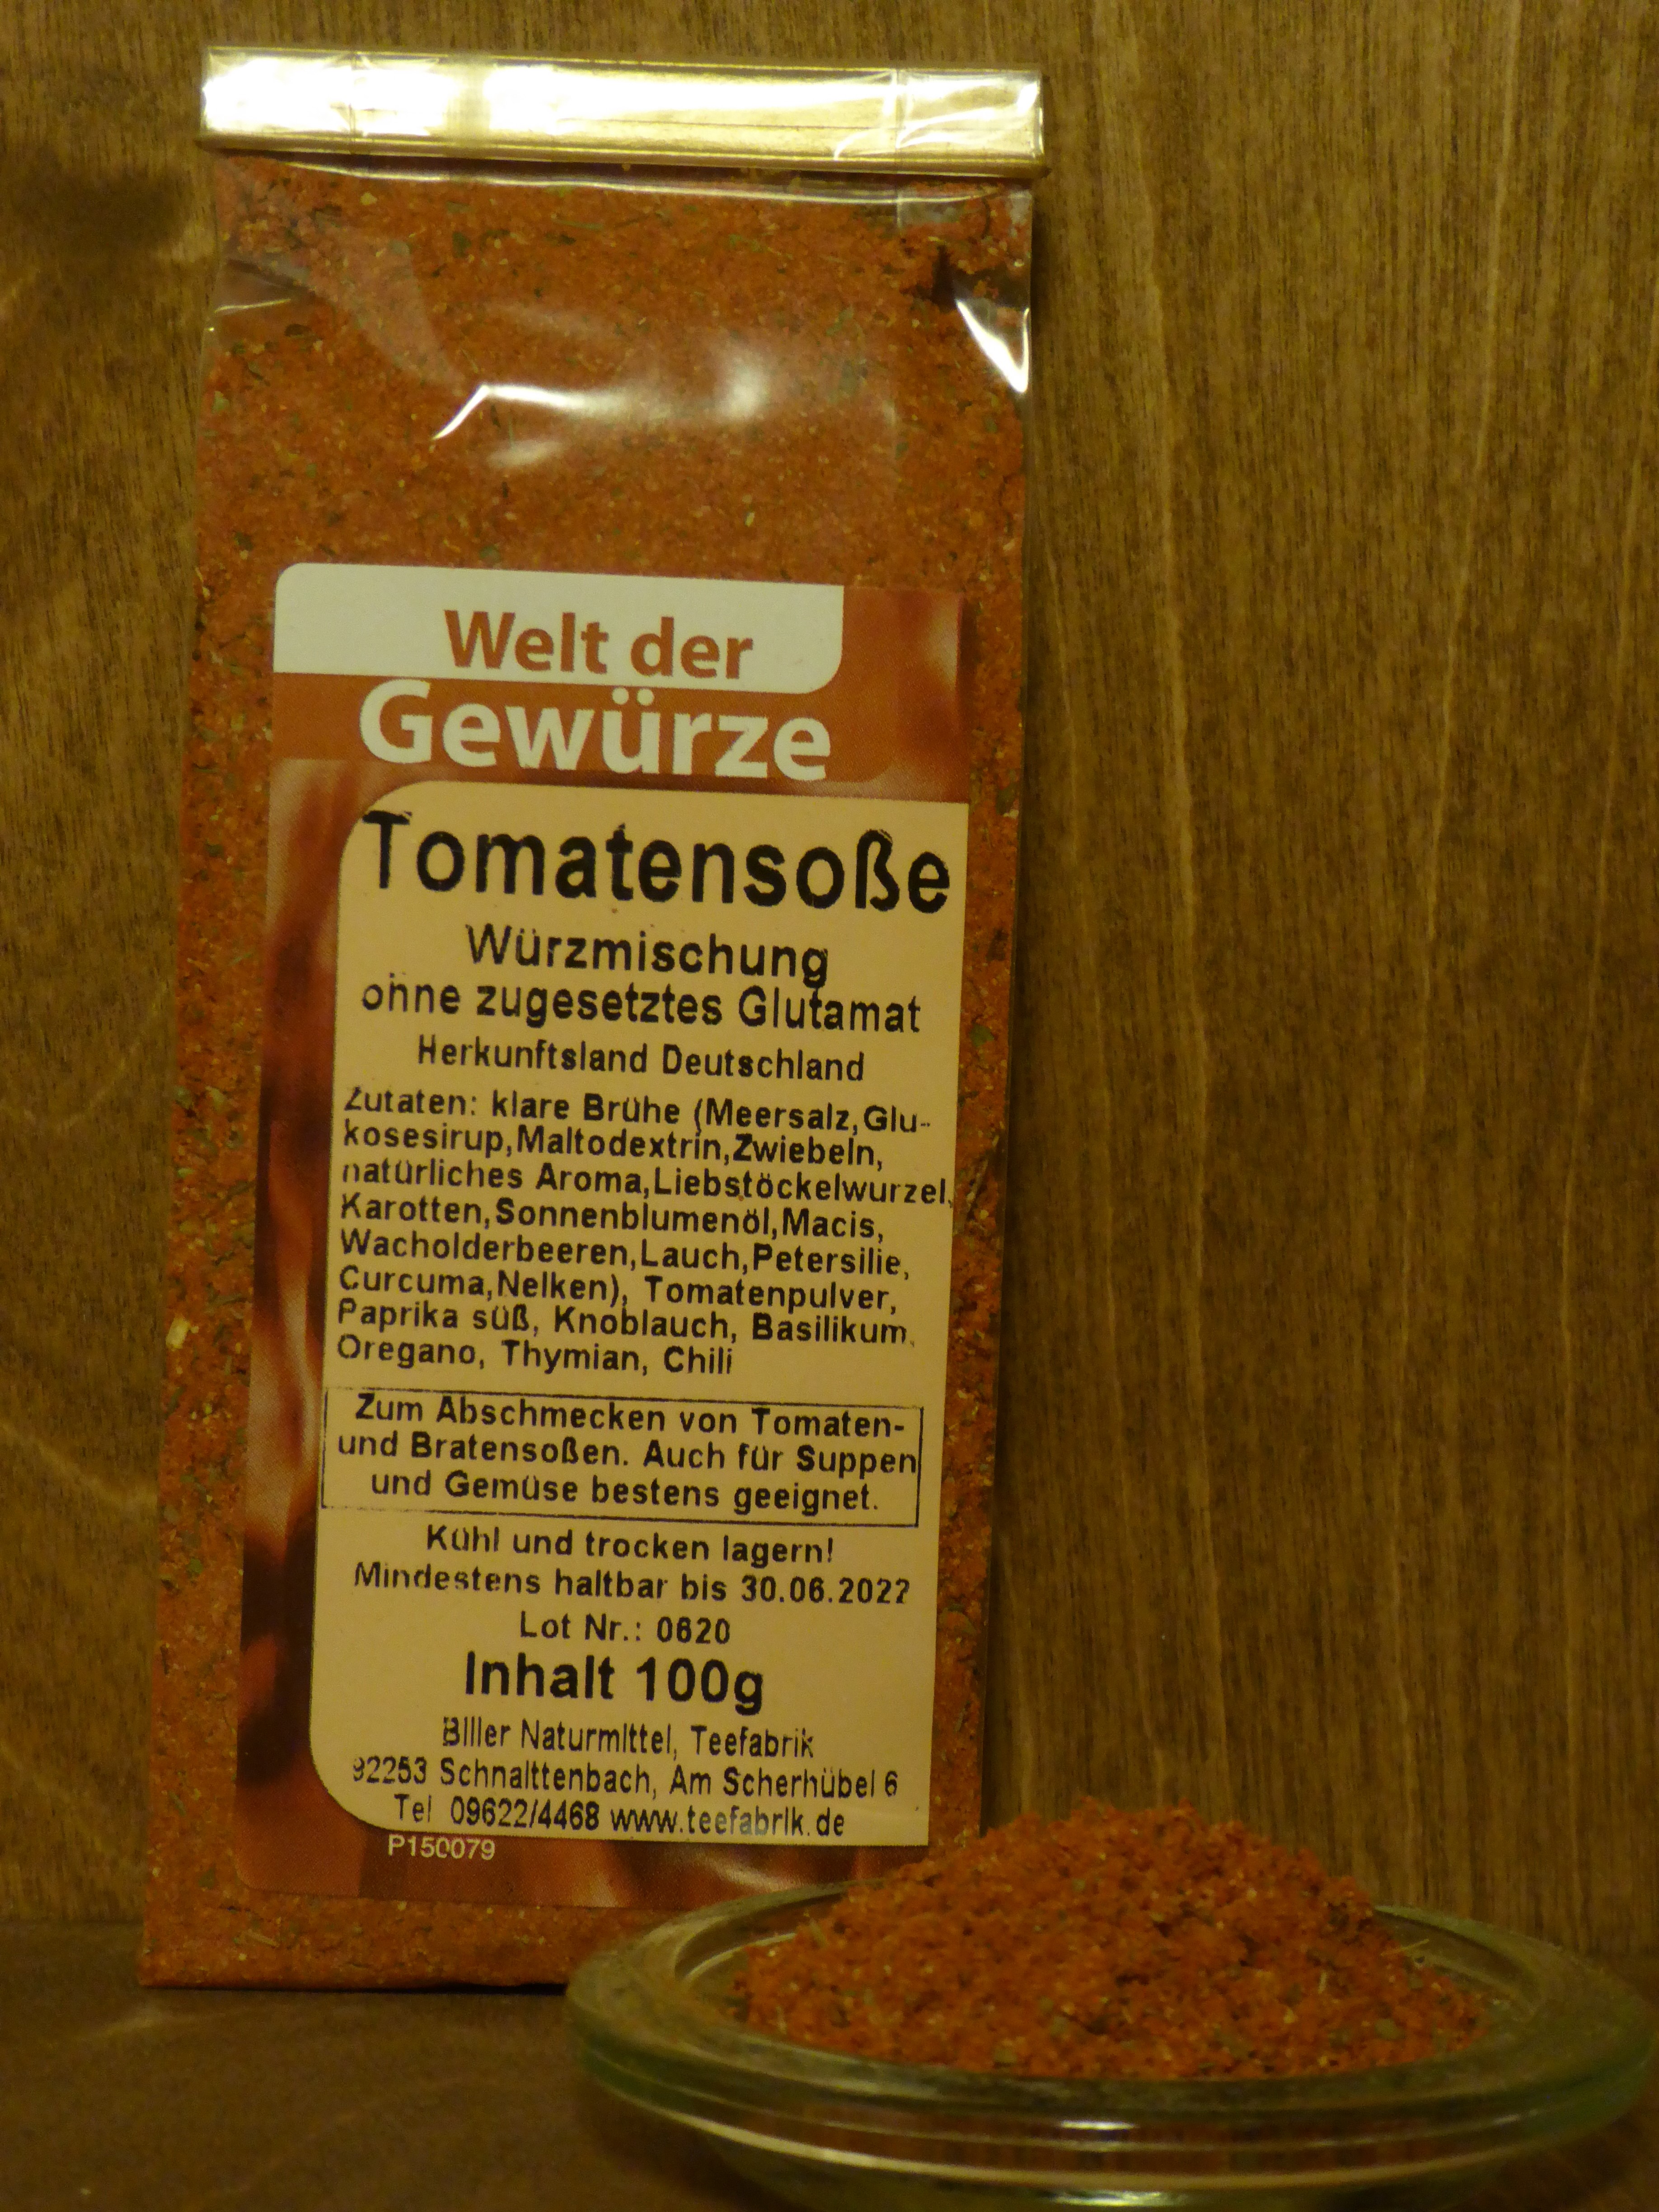 Welt der
Gewürze
Tomatensoße
Würzmischung
ohne zugesetztes Glutamat
Herkunftsland Deutschland
Zutaten: klare Brühe (Meersalz,Glu-
kosesirup,Maltodextrin,Zwiebeln,
natürliches Aroma,Liebstöckelwurzel,
Karotten,Sonnenblumenöl,Macis,
Wacholderbeeren,Lauch,Petersilie,
Curcuma,Nelken), Tomatenpulver,
Paprika süß, Knoblauch, Basilikum,
Oregano, Thymian, Chili
Zum Abschmecken von Tomaten-
und Bratensoßen. Auch für Suppen
und Gemüse bestens geeignet.
Kühl und trocken lagern!
Mindestens haltbar bis 30.06.2022
Lot Nr.: 0620
Inhalt 100g
Biller Naturmittel, Teefabrik
92253 Schnaittenbach, Am Scherhübel 6
Tel 09622/4468 www.teefabrik.de
P150079